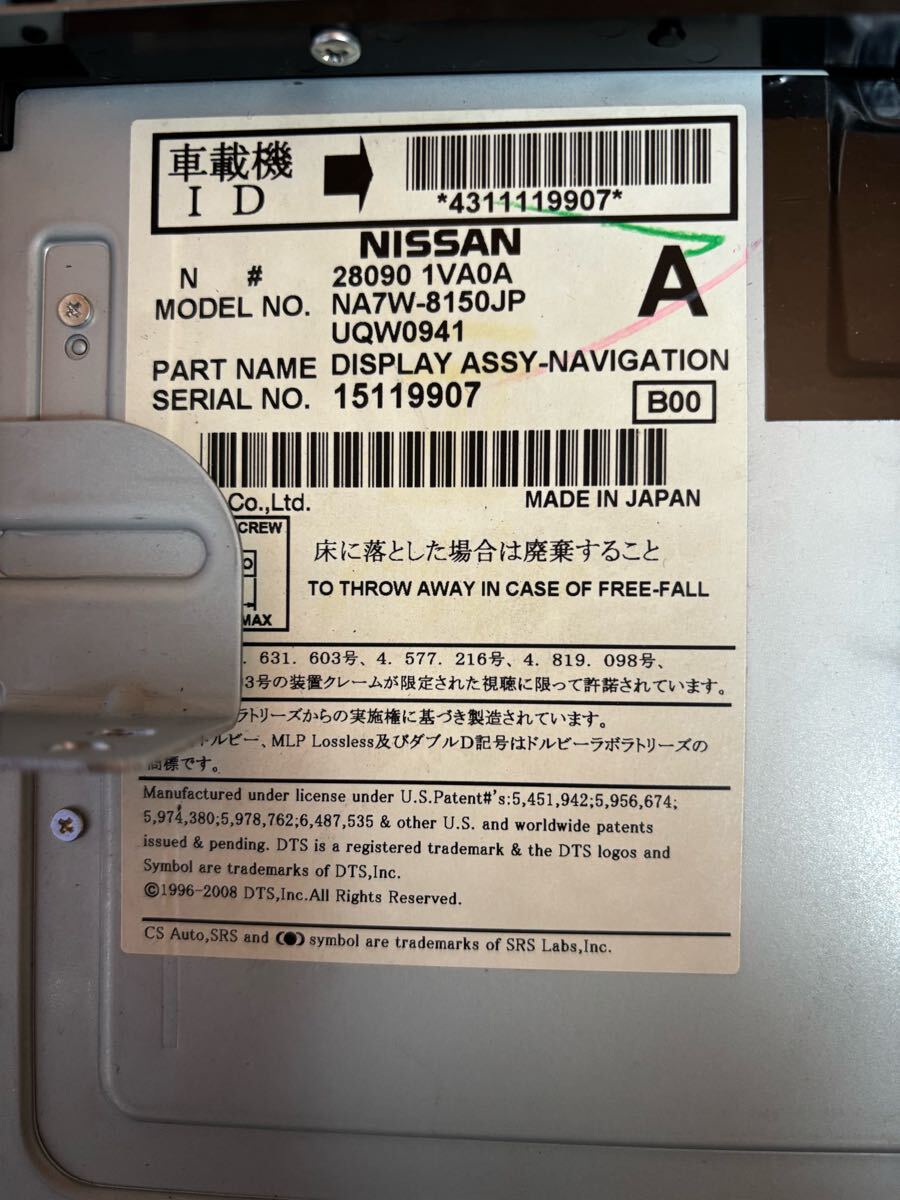 車載機
ID
*4311119907*
NISSAN
N # 28090 1VA0A
A
MODEL NO. NA7W-8150JP
UQW0941
PART NAME DISPLAY ASSY-NAVIGATION
SERIAL NO. 15119907
B00
Co.,Ltd. MADE IN JAPAN
CREW
床に落とした場合は廃棄すること
TO THROW AWAY IN CASE OF FREE-FALL
MAX
631. 603号、4. 577. 216号、4. 819. 098号、
3号の装置クレームが限定された視聴に限って許諾されています。
ラトリーズからの実施権に基づき製造されています。
ドルビー、MLP Lossless及びダブルD記号はドルビーラボラトリーズの
商標です。
Manufactured under license under U.S.Patent#'s:5,451,942;5,956,674;
5,974,380;5,978,762;6,487,535 & other U.S. and worldwide patents
issued & pending. DTS is a registered trademark & the DTS logos and
Symbol are trademarks of DTS,Inc.
©1996-2008 DTS,Inc.All Rights Reserved.
CS Auto,SRS and symbol are trademarks of SRS Labs,Inc.